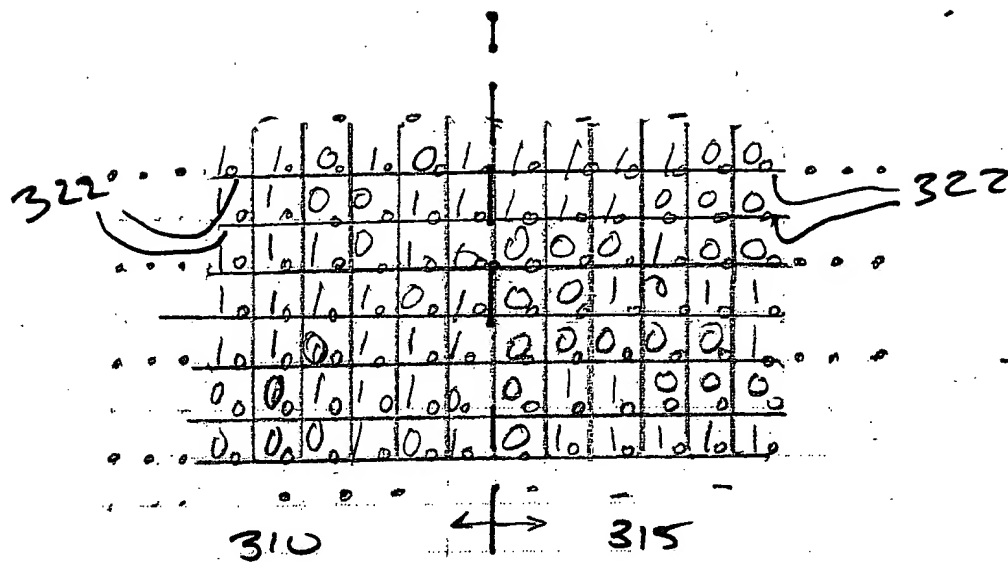 1 1 0 1 0 1 1 1 1 1 0 0
322 1 1 0 0 1 1 1 1 1 0 0 0 322
1 1 1 0 1 0 0 0 0 1 0 0
1 1 1 1 0 1 0 0 1 0 1 1
1 1 0 1 1 1 0 0 0 0 0 1
0 0 1 1 1 0 0 1 1 0 0 0
0 0 0 1 0 1 0 1 1 1 1 1
310 315